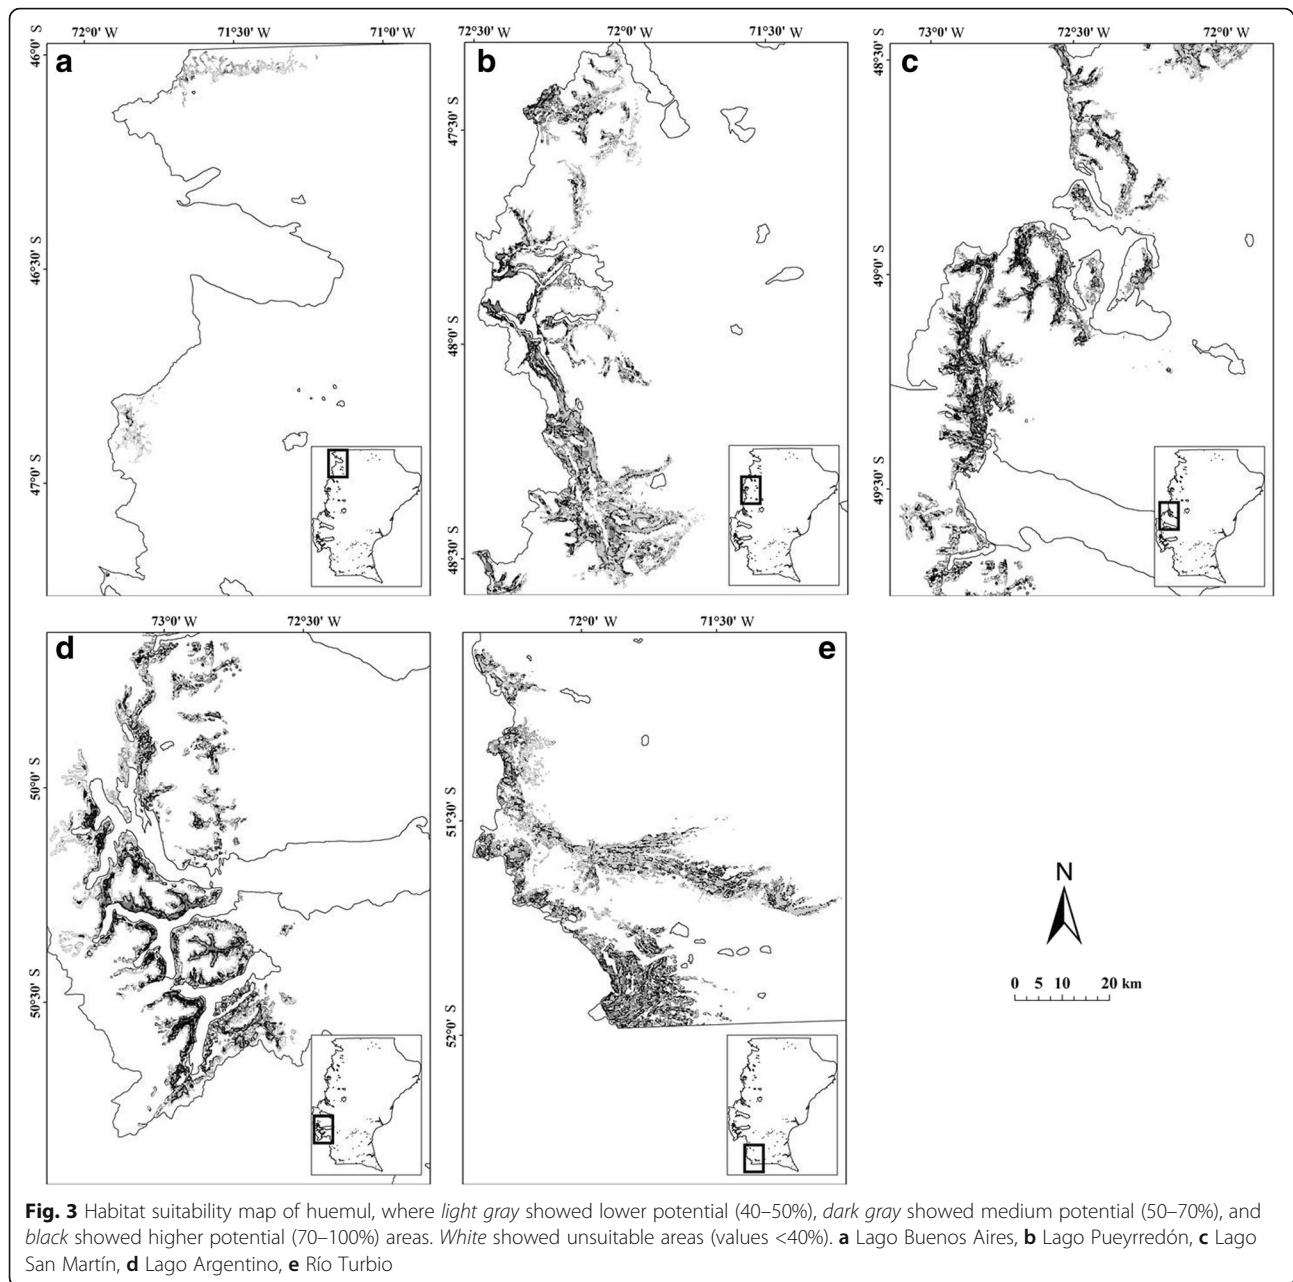 72°0' W 71°30' W 71°0' W
46°0' S
46°30' S
47°0' S
a
72°30' W 72°0' W 71°30' W
47°30' S
48°0' S
48°30' S
b
73°0' W 72°30' W 72°0' W
48°30' S
49°0' S
49°30' S
c
73°0' W 72°30' W
50°0' S
50°30' S
d
72°0' W 71°30' W
51°30' S
52°0' S
e
N
0 5 10 20 km
Fig. 3 Habitat suitability map of huemul, where light gray showed lower potential (40–50%), dark gray showed medium potential (50–70%), and
black showed higher potential (70–100%) areas. White showed unsuitable areas (values <40%). a Lago Buenos Aires, b Lago Pueyrredón, c Lago
San Martín, d Lago Argentino, e Río Turbio